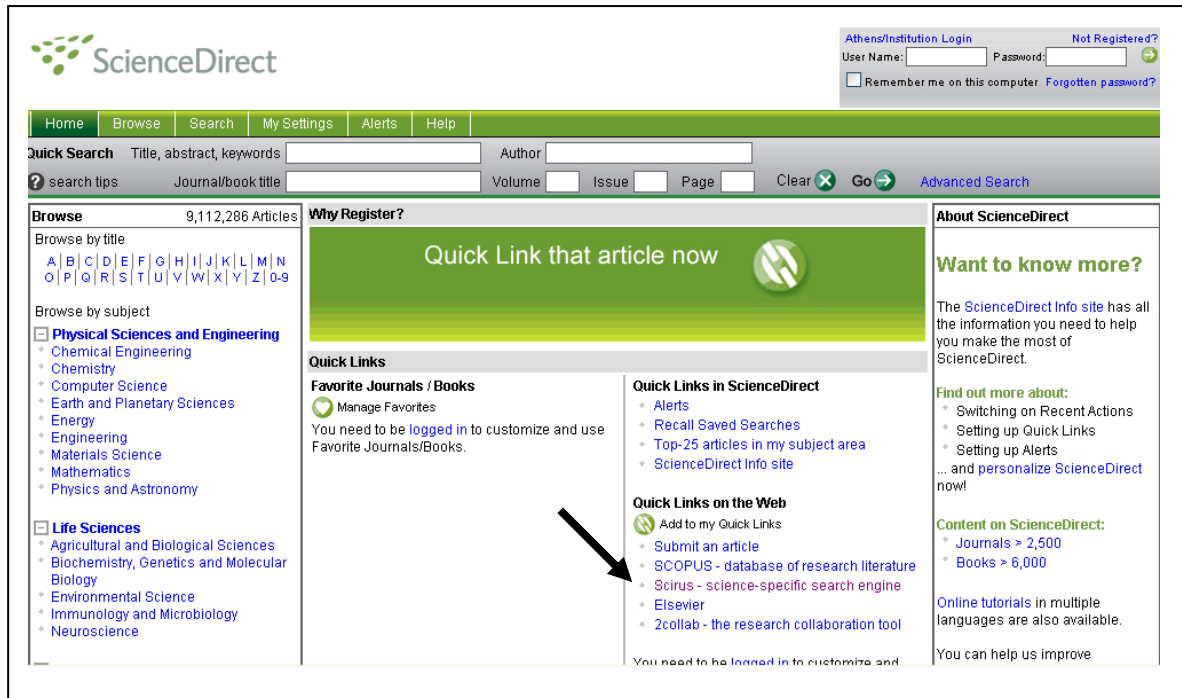 ScienceDirect
Athens/Institution Login Not Registered?
User Name: Password:
Remember me on this computer Forgotten password?
Home Browse Search My Settings Alerts Help
Quick Search Title, abstract, keywords Author
? search tips Journal/book title Volume Issue Page Clear Go Advanced Search
Browse 9,112,286 Articles
Browse by title
A|B|C|D|E|F|G|H|I|J|K|L|M|N
O|P|Q|R|S|T|U|V|W|X|Y|Z|0-9
Browse by subject
Physical Sciences and Engineering
Chemical Engineering
Chemistry
Computer Science
Earth and Planetary Sciences
Energy
Engineering
Materials Science
Mathematics
Physics and Astronomy
Life Sciences
Agricultural and Biological Sciences
Biochemistry, Genetics and Molecular
Biology
Environmental Science
Immunology and Microbiology
Neuroscience
Why Register?
Quick Link that article now
Quick Links
Favorite Journals / Books
Manage Favorites
You need to be logged in to customize and use
Favorite Journals/Books.
Quick Links in ScienceDirect
Alerts
Recall Saved Searches
Top-25 articles in my subject area
ScienceDirect Info site
Quick Links on the Web
Add to my Quick Links
Submit an article
SCOPUS - database of research literature
Scirus - science-specific search engine
Elsevier
2collab - the research collaboration tool
You need to be logged in to customize and
About ScienceDirect
Want to know more?
The ScienceDirect Info site has all
the information you need to help
you make the most of
ScienceDirect.
Find out more about:
Switching on Recent Actions
Setting up Quick Links
Setting up Alerts
... and personalize ScienceDirect
now!
Content on ScienceDirect:
Journals > 2,500
Books > 6,000
Online tutorials in multiple
languages are also available.
You can help us improve